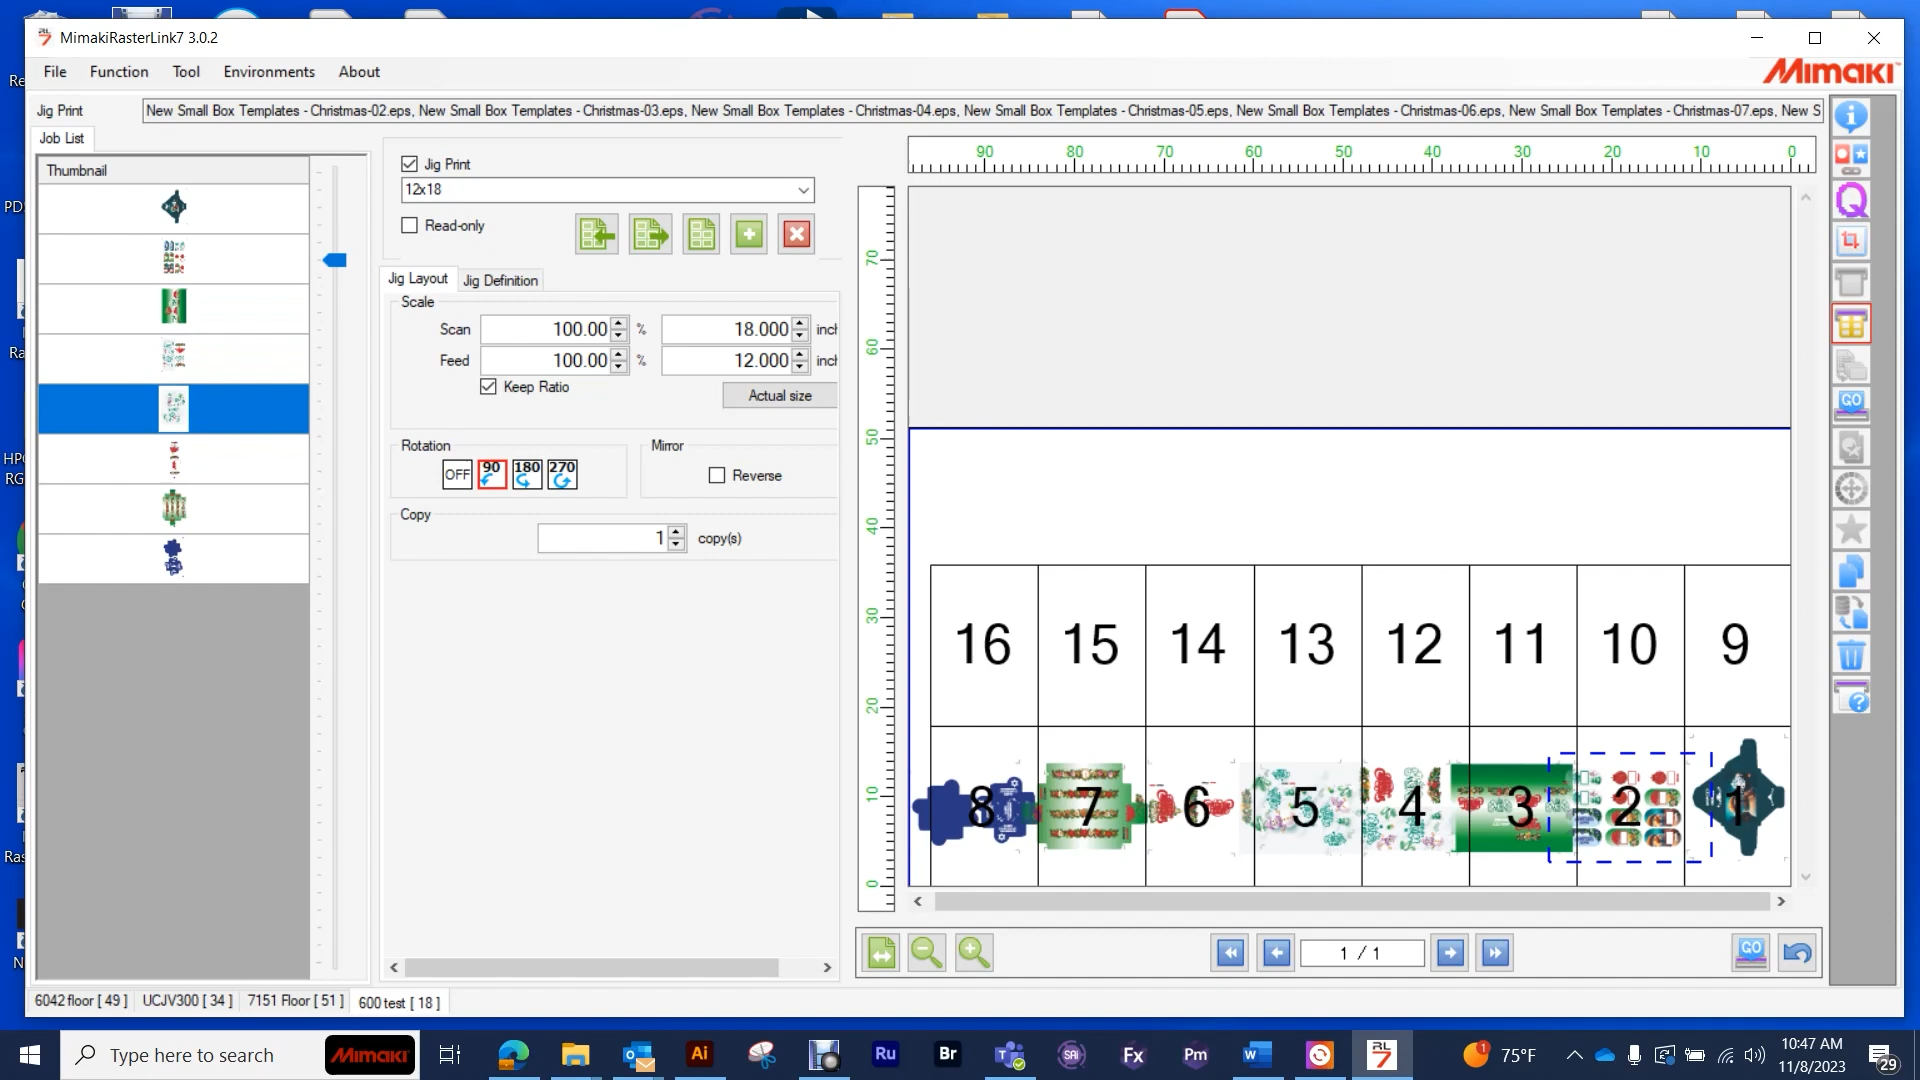 MimakiRasterLink7 3.0.2
File Function Tool Environments About
Mimaki
Jig Print
New Small Box Templates - Christmas-02.eps, New Small Box Templates - Christmas-03.eps, New Small Box Templates - Christmas-04.eps, New Small Box Templates - Christmas-05.eps, New Small Box Templates - Christmas-06.eps, New Small Box Templates - Christmas-07.eps, New S
Job List
Thumbnail
Jig Print
12x18
Read-only
Jig Layout Jig Definition
Scale
Scan 100.00 % 18.000 inch
Feed 100.00 % 12.000 inch
Keep Ratio
Actual size
Rotation
OFF 90 180 270
Mirror
Reverse
Copy
1 copy(s)
90 80 70 60 50 40 30 20 10 0
70
60
50
40
30
20
10
0
16 15 14 13 12 11 10 9
8 7 6 5 4 3 2 1
1 / 1
GO
GO
6042 floor [ 49 ] UCJV300 [ 34 ] 7151 Floor [ 51 ] 600 test [ 18 ]
Type here to search
Mimaki
Ai
Ru
Br
SAi
Fx
Pm
W
RL
7
1
75°F
10:47 AM
11/8/2023
29